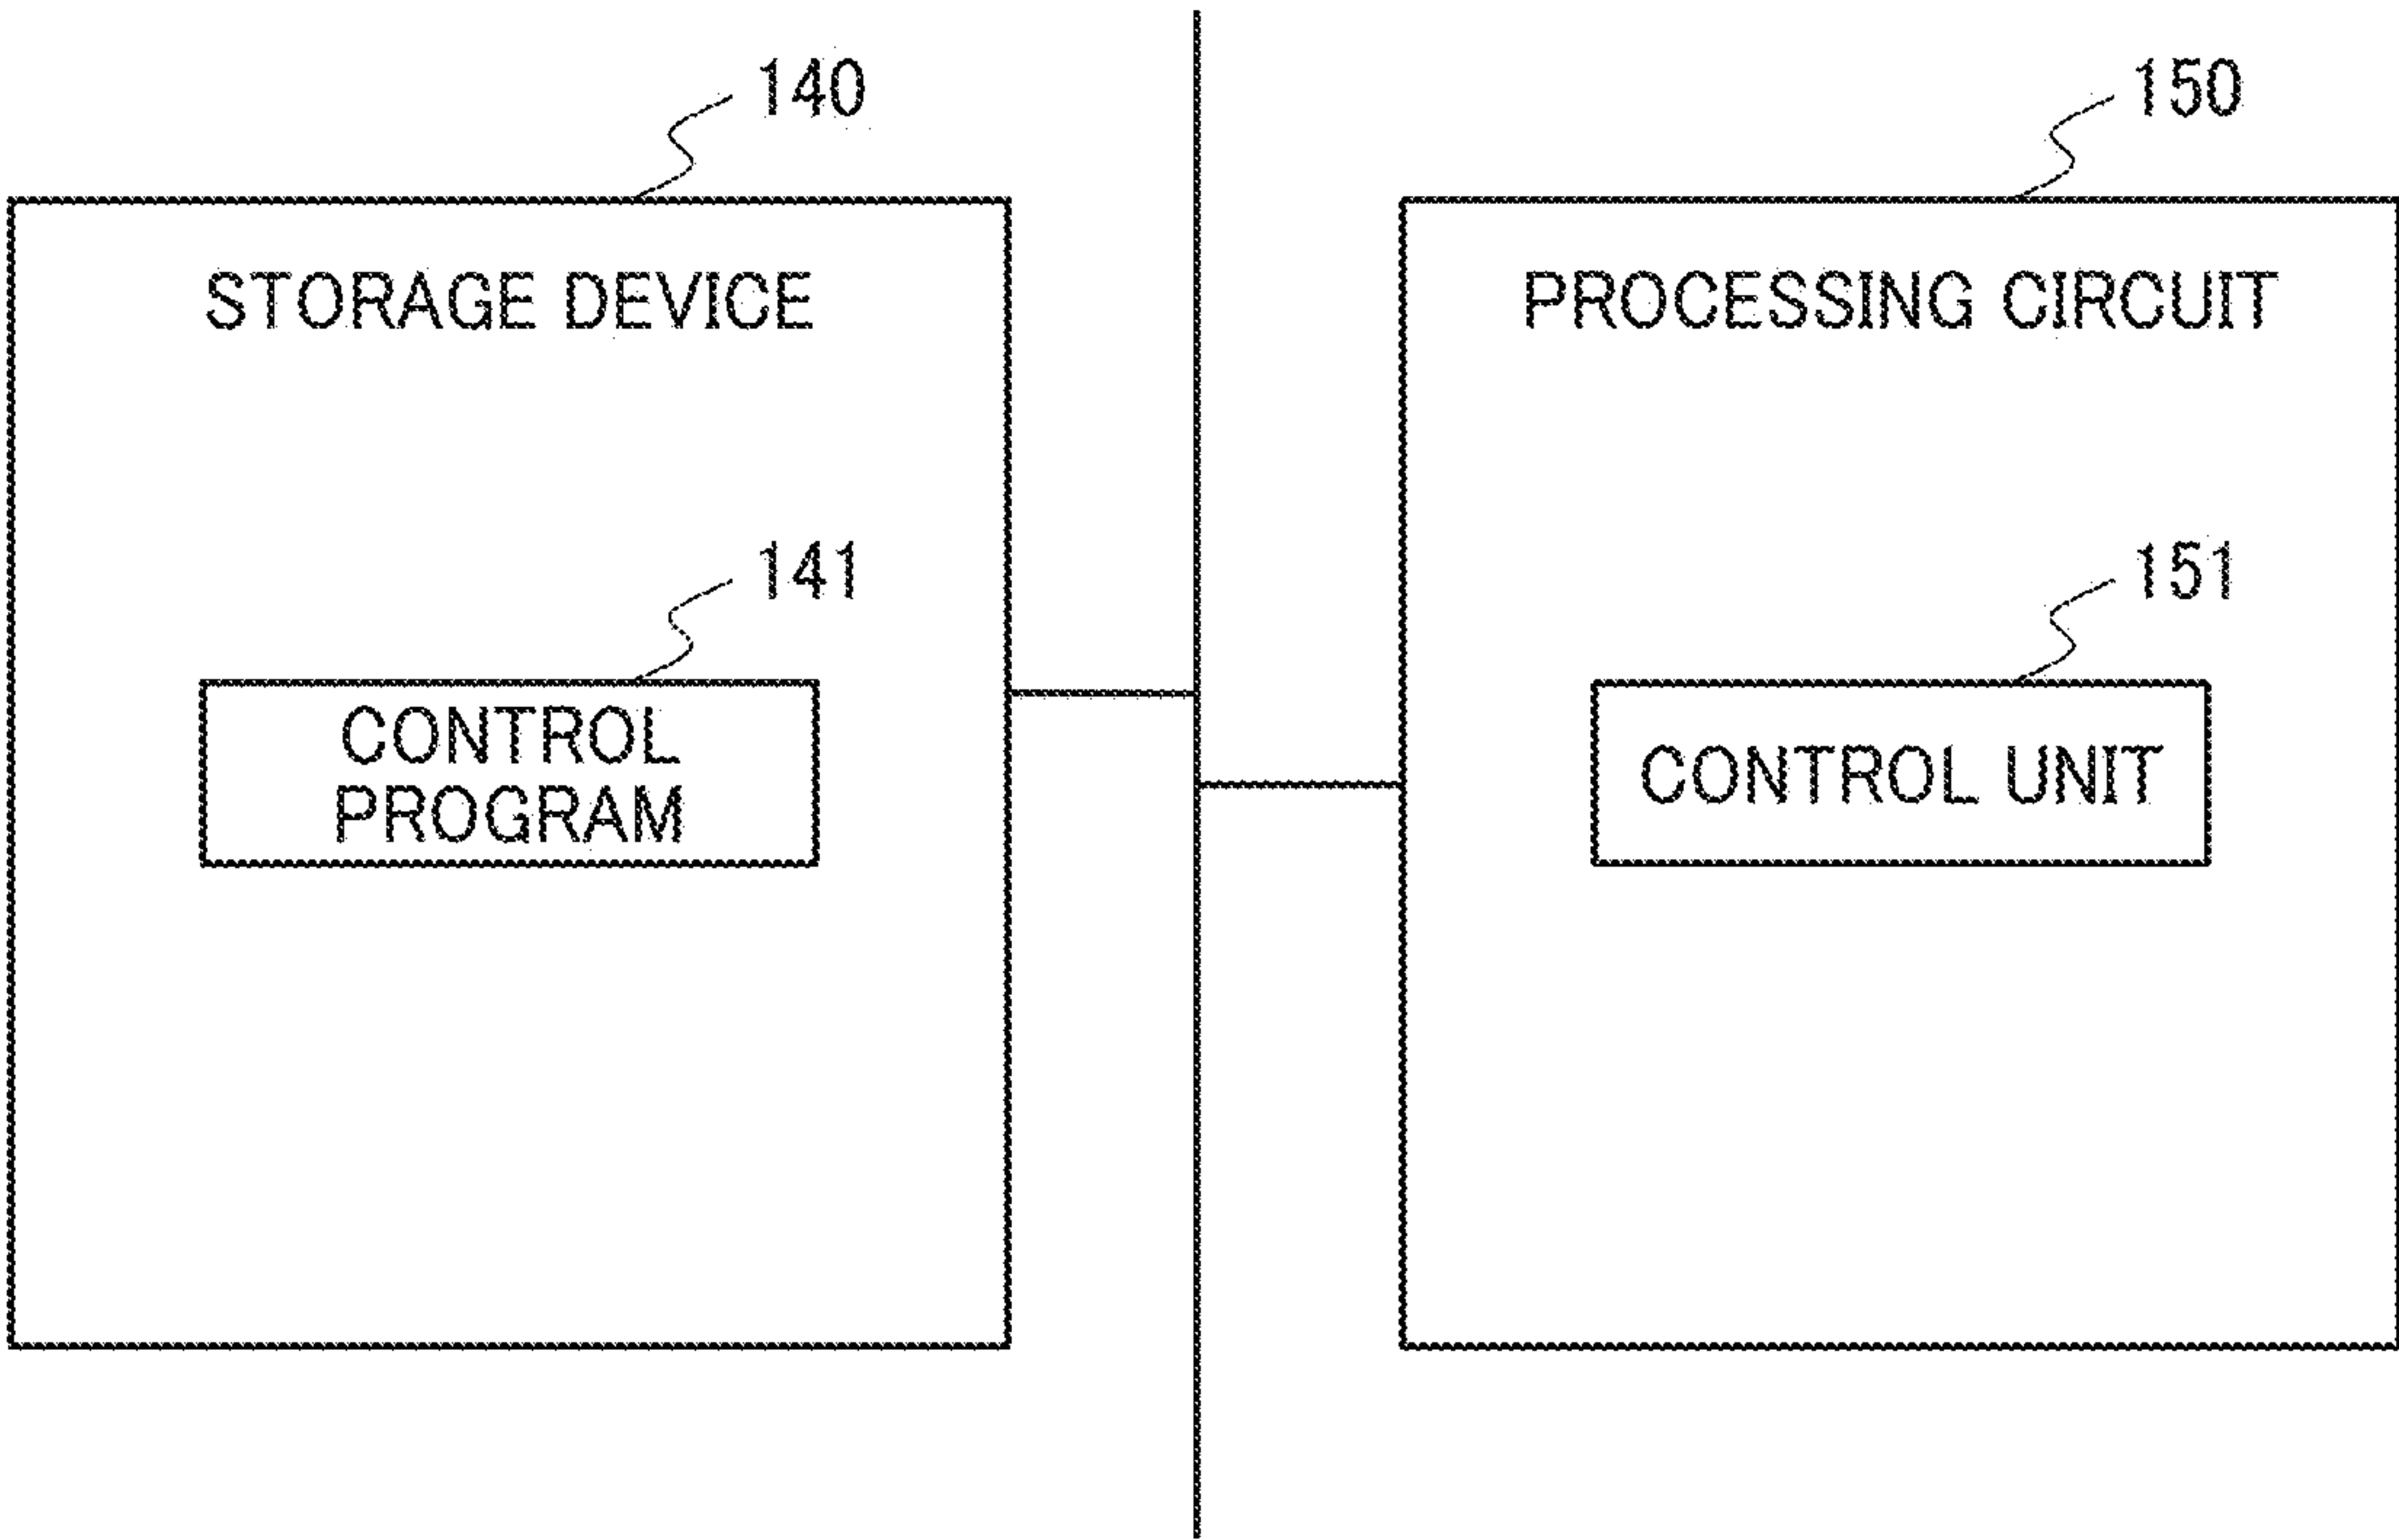 140
150
STORAGE DEVICE
PROCESSING CIRCUIT
141
151
CONTROL
PROGRAM
CONTROL UNIT